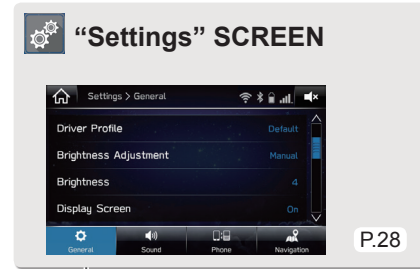 “Settings” SCREEN
Settings > General
Driver Profile Default
Brightness Adjustment Manual
Brightness 4
Display Screen On
General Sound Phone Navigation
P.28